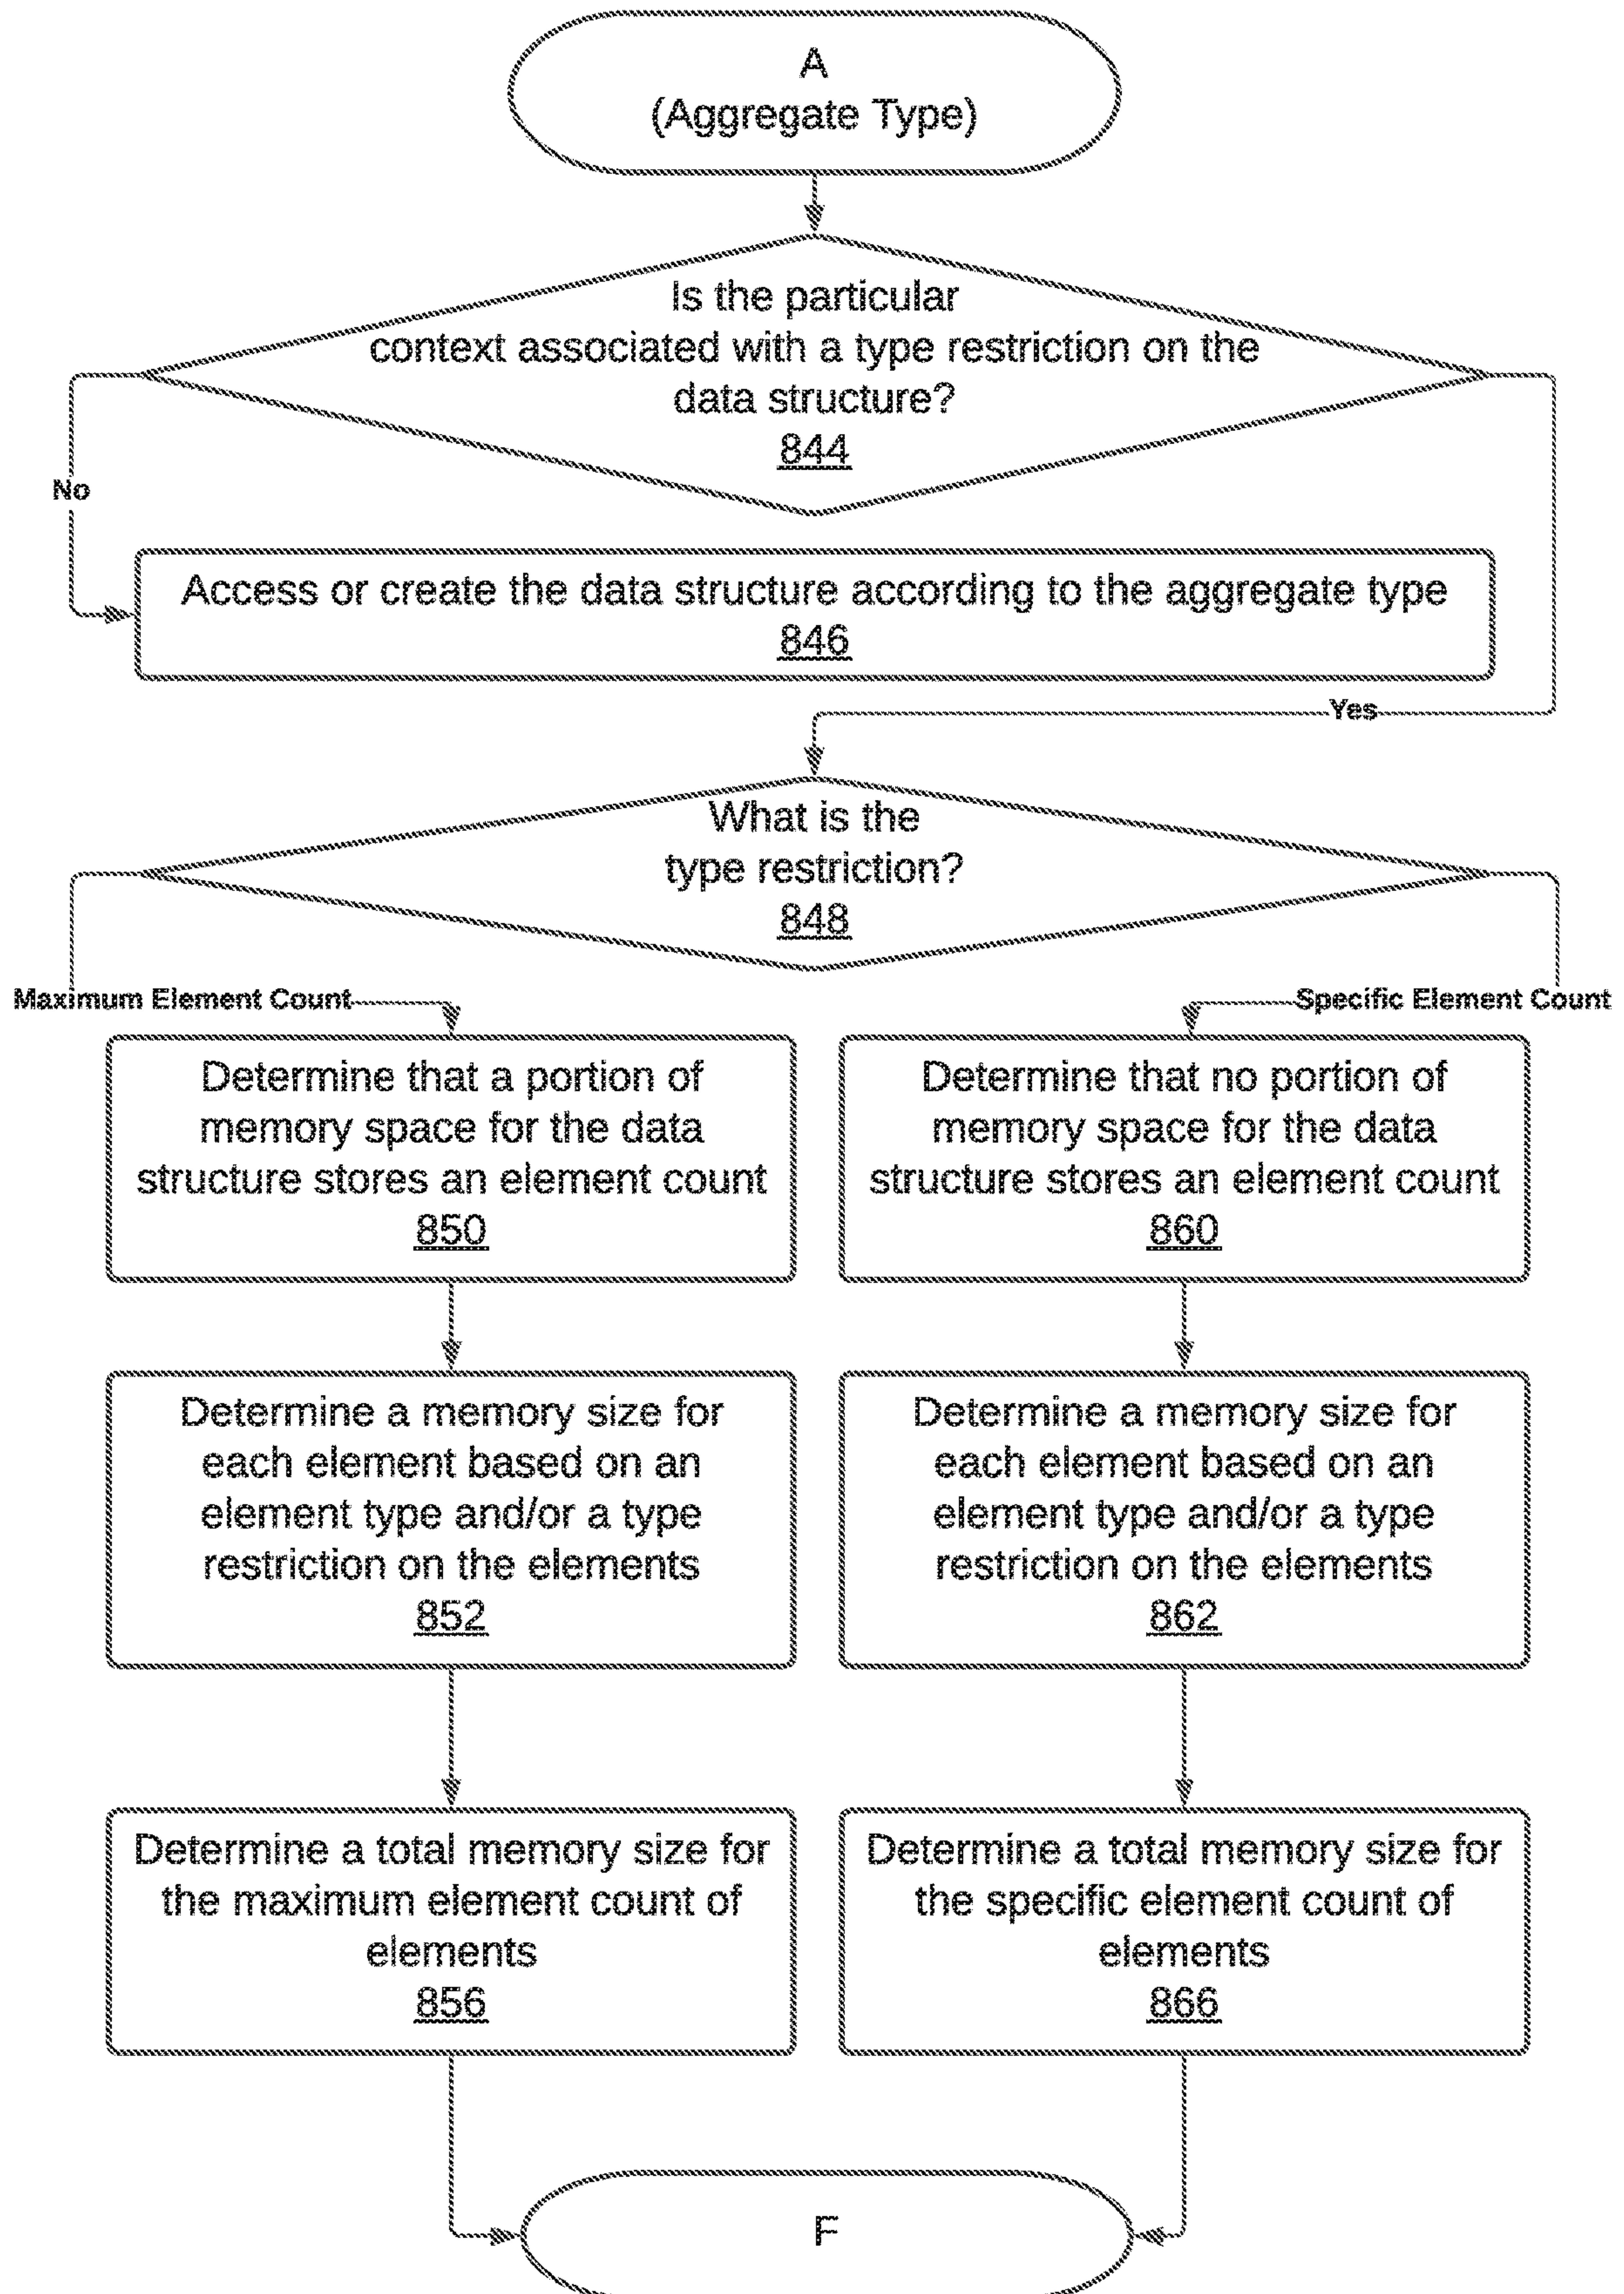 A
(Aggregate Type)
Is the particular
context associated with a type restriction on the
data structure?
844
No
Access or create the data structure according to the aggregate type
846
Yes
What is the
type restriction?
848
Maximum Element Count
Specific Element Count
Determine that a portion of
memory space for the data
structure stores an element count
850
Determine that no portion of
memory space for the data
structure stores an element count
860
Determine a memory size for
each element based on an
element type and/or a type
restriction on the elements
852
Determine a memory size for
each element based on an
element type and/or a type
restriction on the elements
862
Determine a total memory size for
the maximum element count of
elements
856
Determine a total memory size for
the specific element count of
elements
866
F